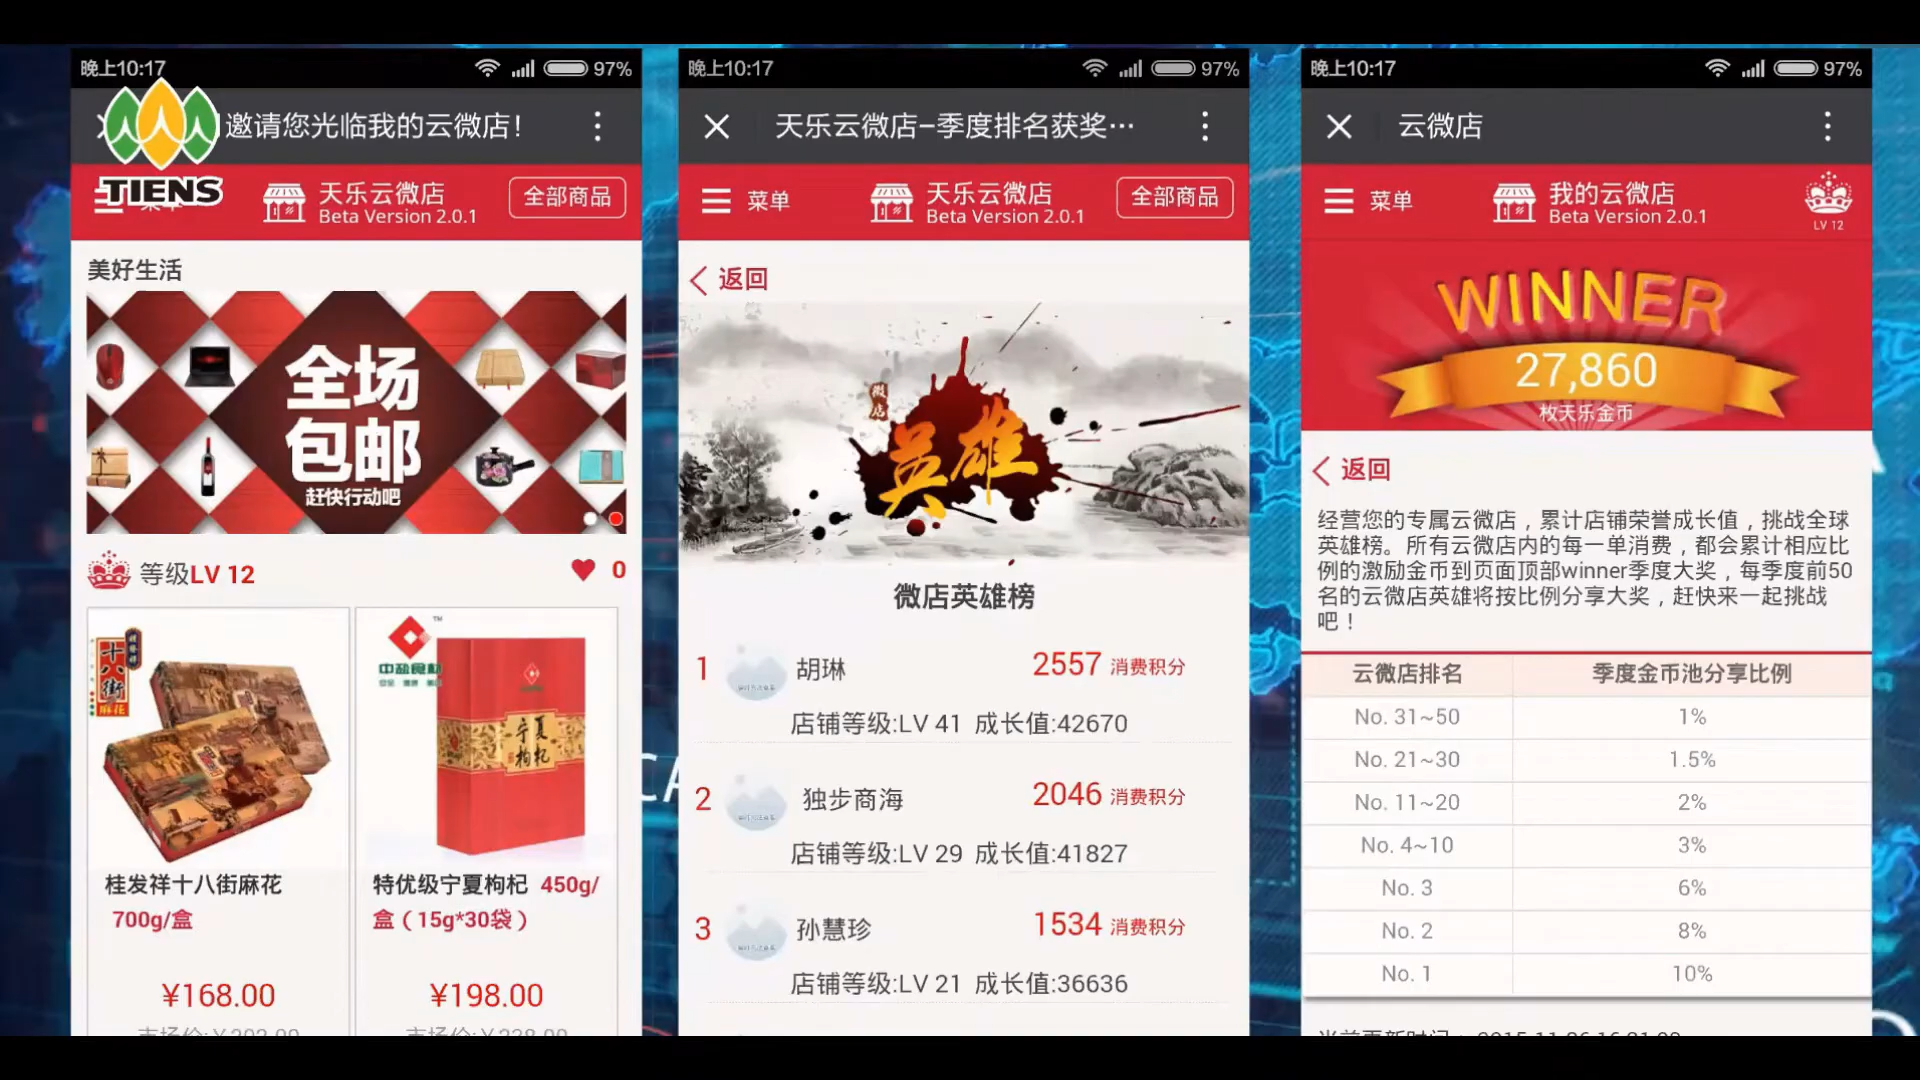 晚上10:17
97%
邀请您光临我的云微店!
TIENS
天乐云微店
Beta Version 2.0.1
全部商品
美好生活
全场
包邮
赶快行动吧
等级LV 12
0
十八街
麻花
桂发祥十八街麻花
700g/盒
¥168.00
TM
中盐食材
宁夏
枸杞
特优级宁夏枸杞 450g/
盒（15g*30袋）
¥198.00
晚上10:17
97%
天乐云微店-季度排名获奖…
菜单
天乐云微店
Beta Version 2.0.1
全部商品
返回
微店
英雄
微店英雄榜
1 胡琳 2557 消费积分
店铺等级:LV 41 成长值:42670
2 独步商海 2046 消费积分
店铺等级:LV 29 成长值:41827
3 孙慧珍 1534 消费积分
店铺等级:LV 21 成长值:36636
晚上10:17
97%
云微店
菜单
我的云微店
Beta Version 2.0.1
LV 12
WINNER
27,860
枚天乐金币
返回
经营您的专属云微店，累计店铺荣誉成长值，挑战全球
英雄榜。所有云微店内的每一单消费，都会累计相应比
例的激励金币到页面顶部winner季度大奖，每季度前50
名的云微店英雄将按比例分享大奖，赶快来一起挑战
吧！
云微店排名 季度金币池分享比例
No. 31~50 1%
No. 21~30 1.5%
No. 11~20 2%
No. 4~10 3%
No. 3 6%
No. 2 8%
No. 1 10%